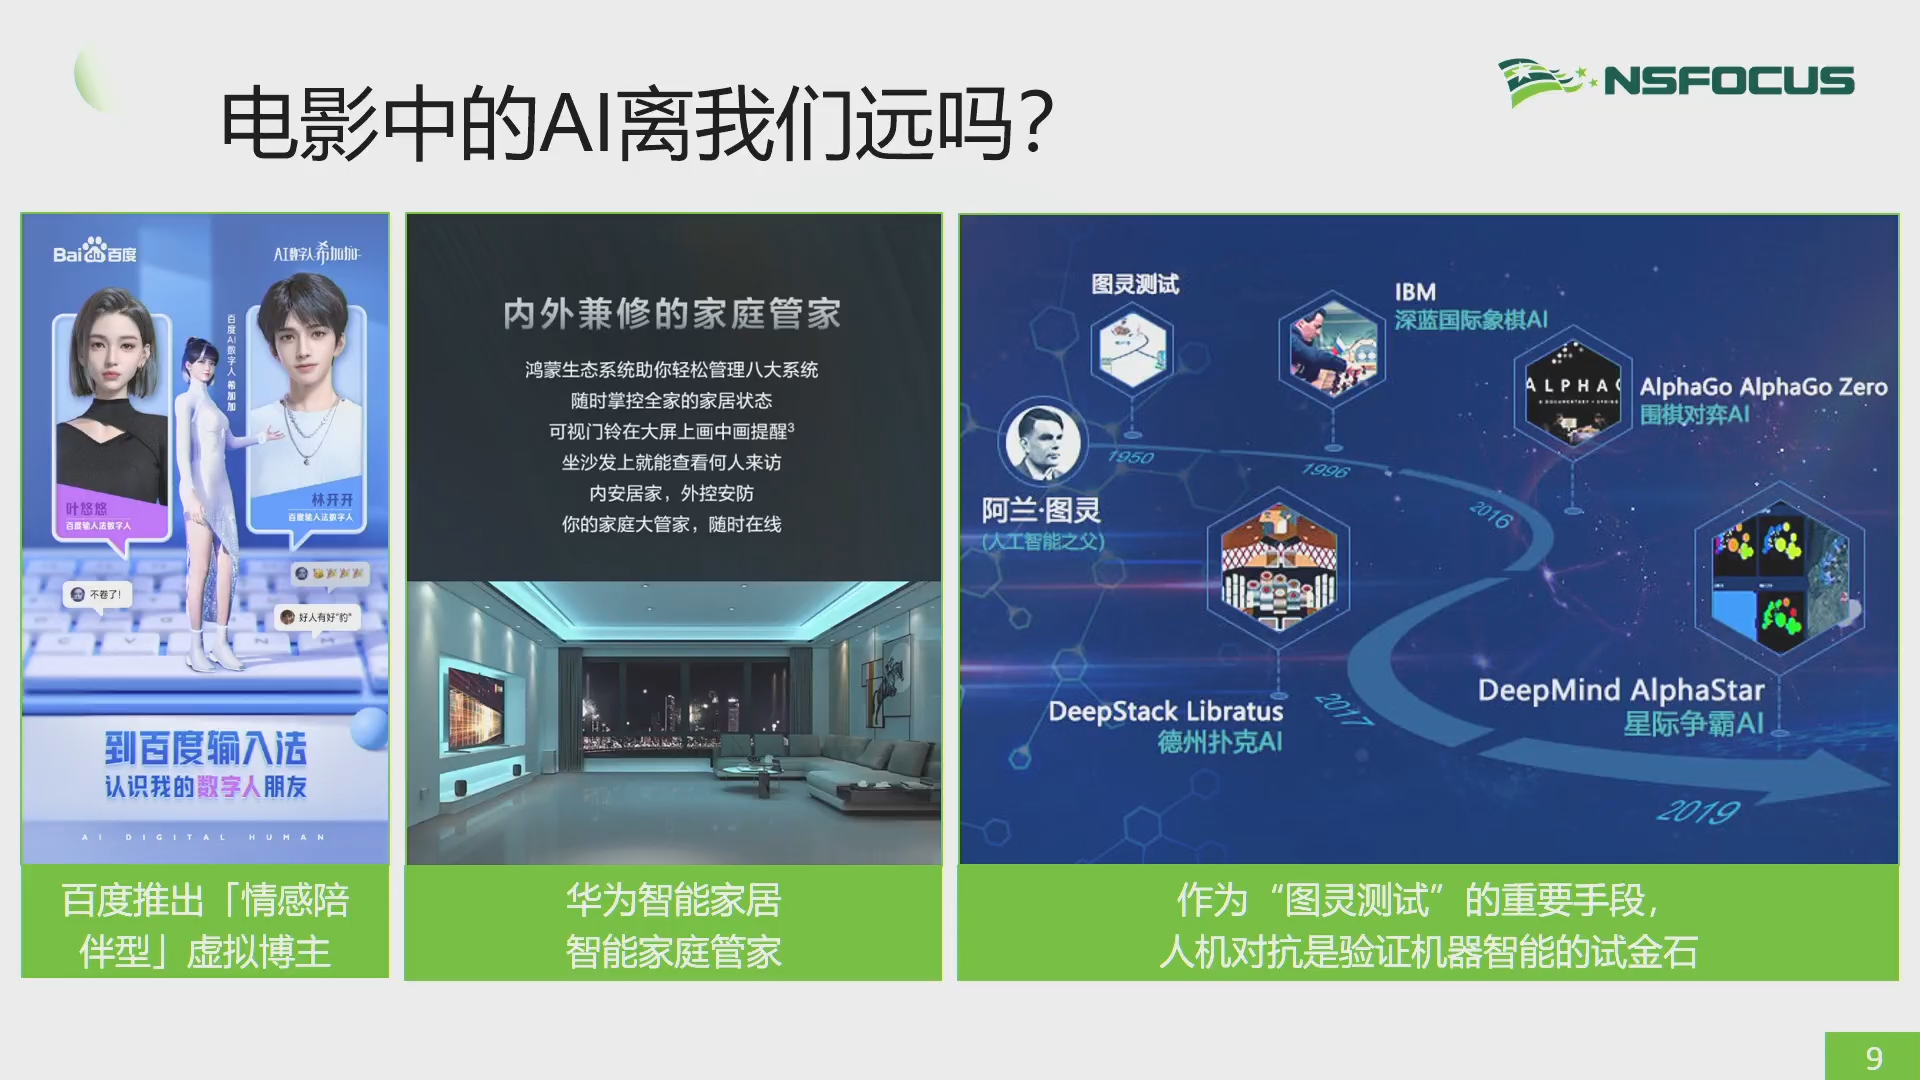 电影中的AI离我们远吗?
NSFOCUS
Bai du 百度
AI数字人希加加
百度AI数字人 希加加
叶悠悠
百度输入法数字人
林开开
百度输入法数字人
不卷了!
好人有好“豹”
到百度输入法
认识我的数字人朋友
AI DIGITAL HUMAN
百度推出「情感陪
伴型」虚拟博主
内外兼修的家庭管家
鸿蒙生态系统助你轻松管理八大系统
随时掌控全家的家居状态
可视门铃在大屏上画中画提醒3
坐沙发上就能查看何人来访
内安居家，外控安防
你的家庭大管家，随时在线
华为智能家居
智能家庭管家
图灵测试
IBM
深蓝国际象棋AI
ALPHAG
AlphaGo AlphaGo Zero
围棋对弈AI
阿兰·图灵
(人工智能之父)
1950
1996
2016
DeepStack Libratus
德州扑克AI
2017
DeepMind AlphaStar
星际争霸AI
2019
作为“图灵测试”的重要手段，
人机对抗是验证机器智能的试金石
9